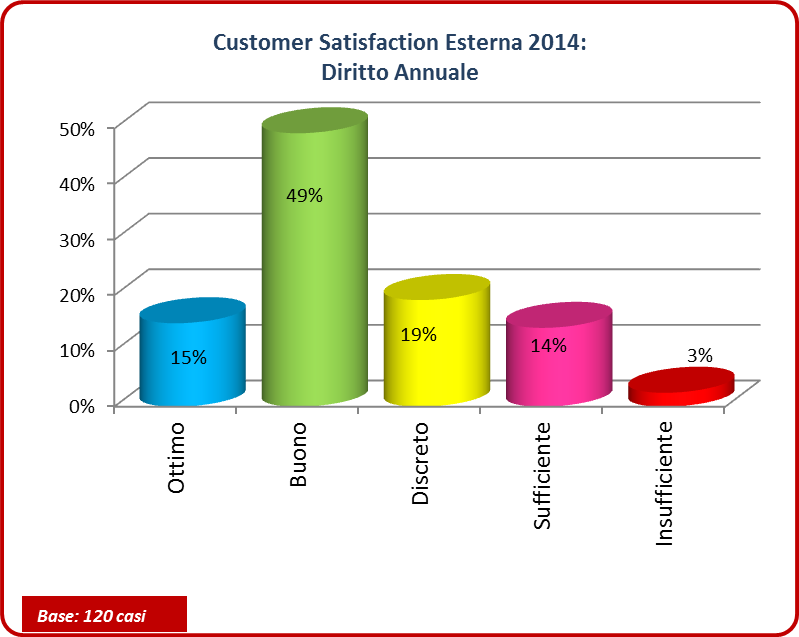 Customer Satisfaction Esterna 2014:
Diritto Annuale
50%
40%
30%
20%
10%
0%
15%
49%
19%
14%
3%
Ottimo
Buono
Discreto
Sufficiente
Insufficiente
Base: 120 casi